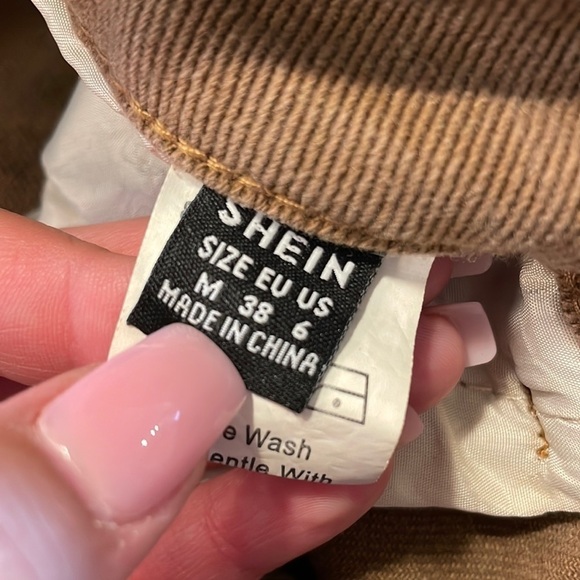 SHEIN
SIZE EU US
M 38 6
MADE IN CHINA
e Wash
entle With